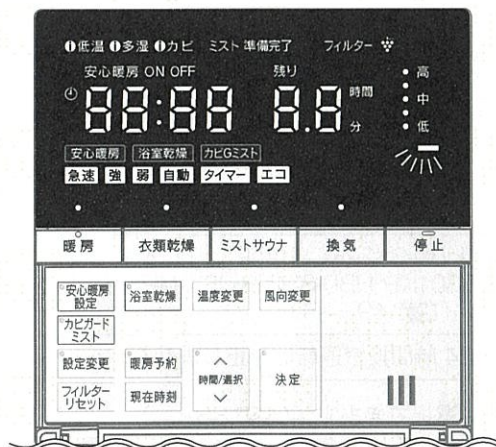 ❶低温 ❶多湿 ❶カビ ミスト 準備完了 フィルター
安心暖房 ON OFF 残り
88:88 8.8 時間 分
高
中
低
安心暖房 浴室乾燥 カビGミスト
急速 強 弱 自動 タイマー エコ
暖房 衣類乾燥 ミストサウナ 換気 停止
安心暖房設定 浴室乾燥 温度変更 風向変更
カビガードミスト
設定変更 暖房予約 時間/選択 決定
フィルターリセット 現在時刻